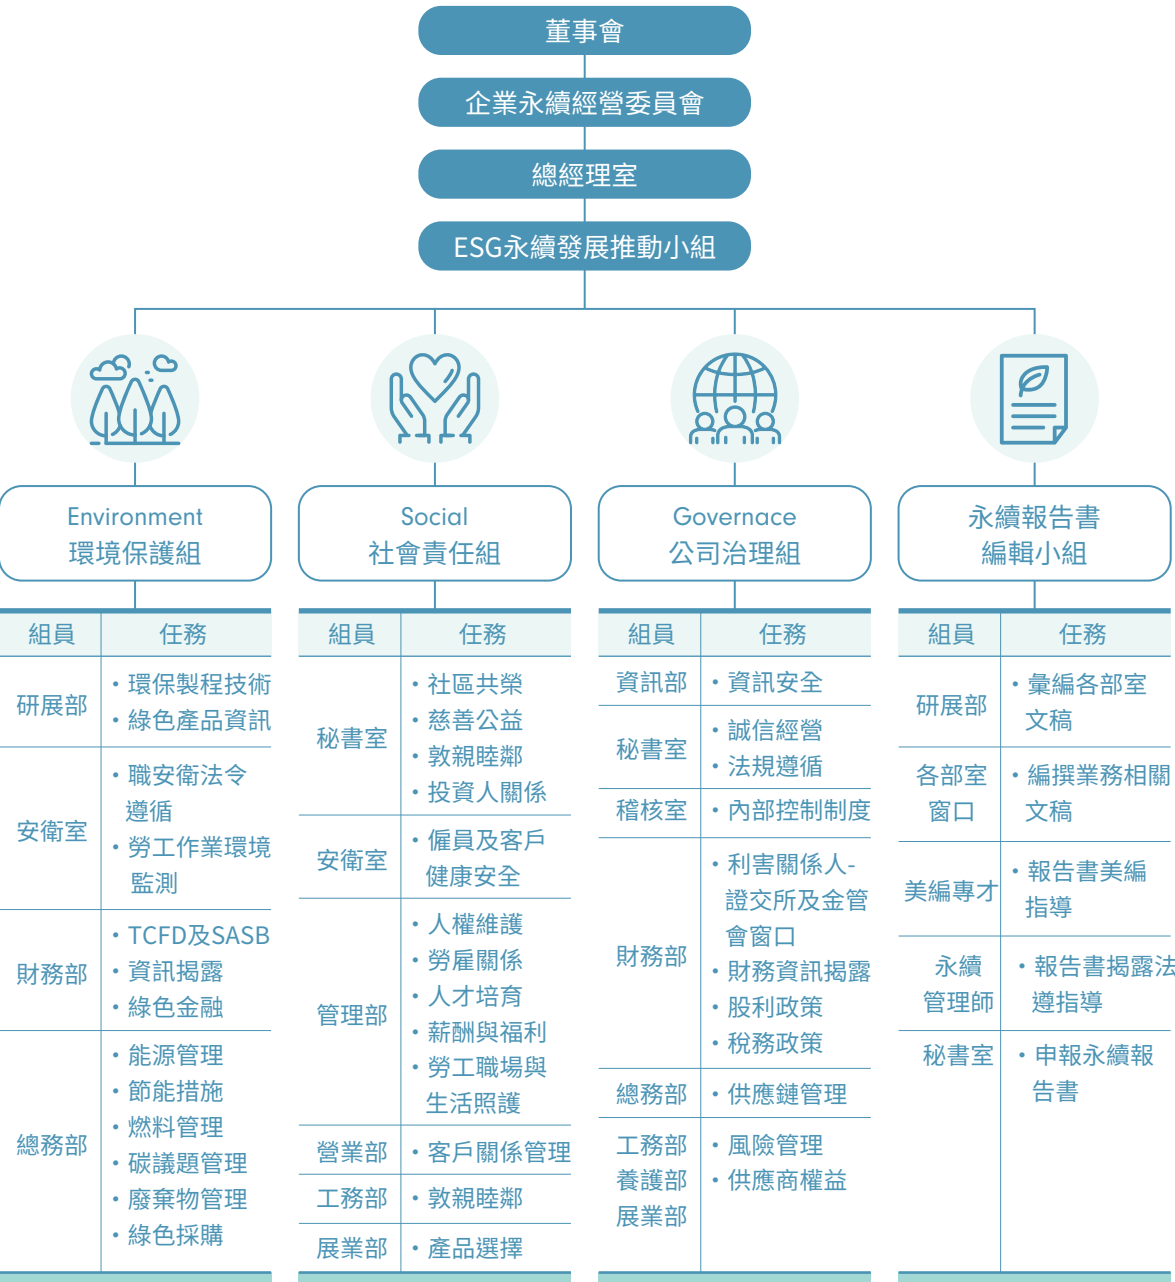 董事會
企業永續經營委員會
總經理室
ESG永續發展推動小組
Environment
環境保護組
組員
任務
研展部
・環保製程技術
・綠色產品資訊
安衛室
・職安衛法令
遵循
・勞工作業環境
監測
財務部
・TCFD及SASB
・資訊揭露
・綠色金融
總務部
・能源管理
・節能措施
・燃料管理
・碳議題管理
・廢棄物管理
・綠色採購
Social
社會責任組
組員
任務
秘書室
・社區共榮
・慈善公益
・敦親睦鄰
・投資人關係
安衛室
・僱員及客戶
健康安全
管理部
・人權維護
・勞雇關係
・人才培育
・薪酬與福利
・勞工職場與
生活照護
營業部
・客戶關係管理
工務部
・敦親睦鄰
展業部
・產品選擇
Governace
公司治理組
組員
任務
資訊部
・資訊安全
秘書室
・誠信經營
・法規遵循
稽核室
・內部控制制度
財務部
・利害關係人-
證交所及金管
會窗口
・財務資訊揭露
・股利政策
・稅務政策
總務部
・供應鏈管理
工務部
養護部
展業部
・風險管理
・供應商權益
永續報告書
編輯小組
組員
任務
研展部
・彙編各部室
文稿
各部室
窗口
・編撰業務相關
文稿
美編專才
・報告書美編
指導
永續
管理師
・報告書揭露法
遵指導
秘書室
・申報永續報
告書